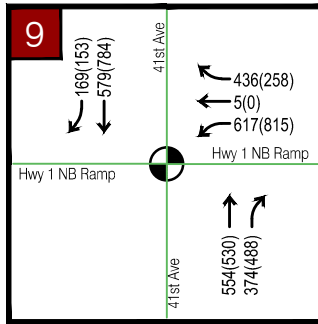 9
169(153)
579(784)
41st Ave
436(258)
5(0)
617(815)
Hwy 1 NB Ramp
Hwy 1 NB Ramp
41st Ave
554(530)
374(488)